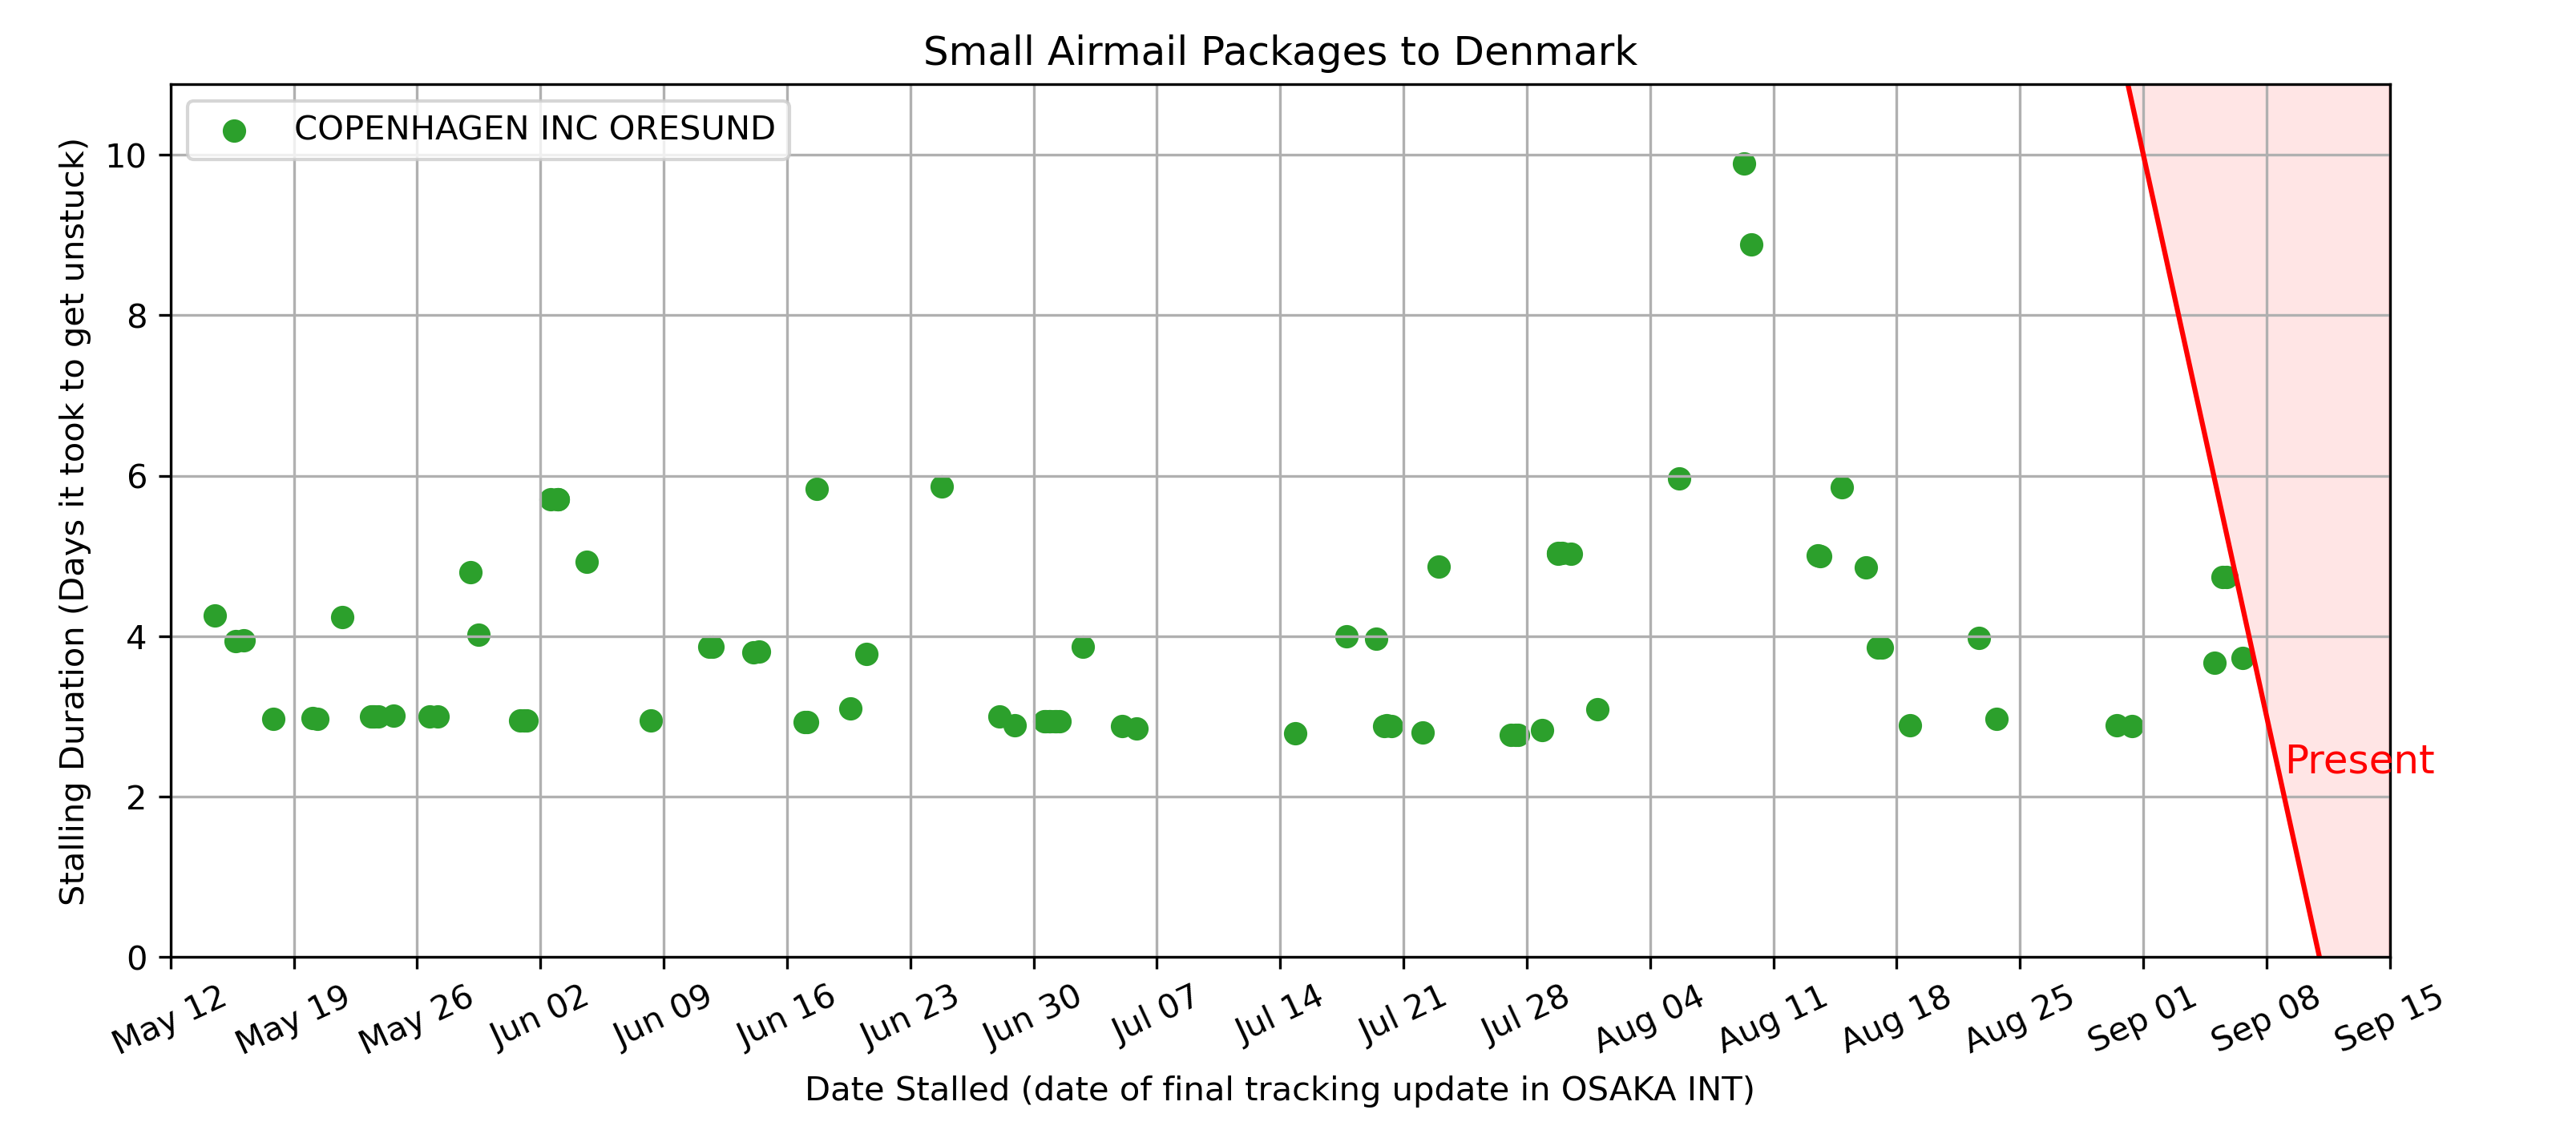 Small Airmail Packages to Denmark
COPENHAGEN INC ORESUND
Stalling Duration (Days it took to get unstuck)
10
8
6
4
2
0
Present
May 12
May 19
May 26
Jun 02
Jun 09
Jun 16
Jun 23
Jun 30
Jul 07
Jul 14
Jul 21
Jul 28
Aug 04
Aug 11
Aug 18
Aug 25
Sep 01
Sep 08
Sep 15
Date Stalled (date of final tracking update in OSAKA INT)